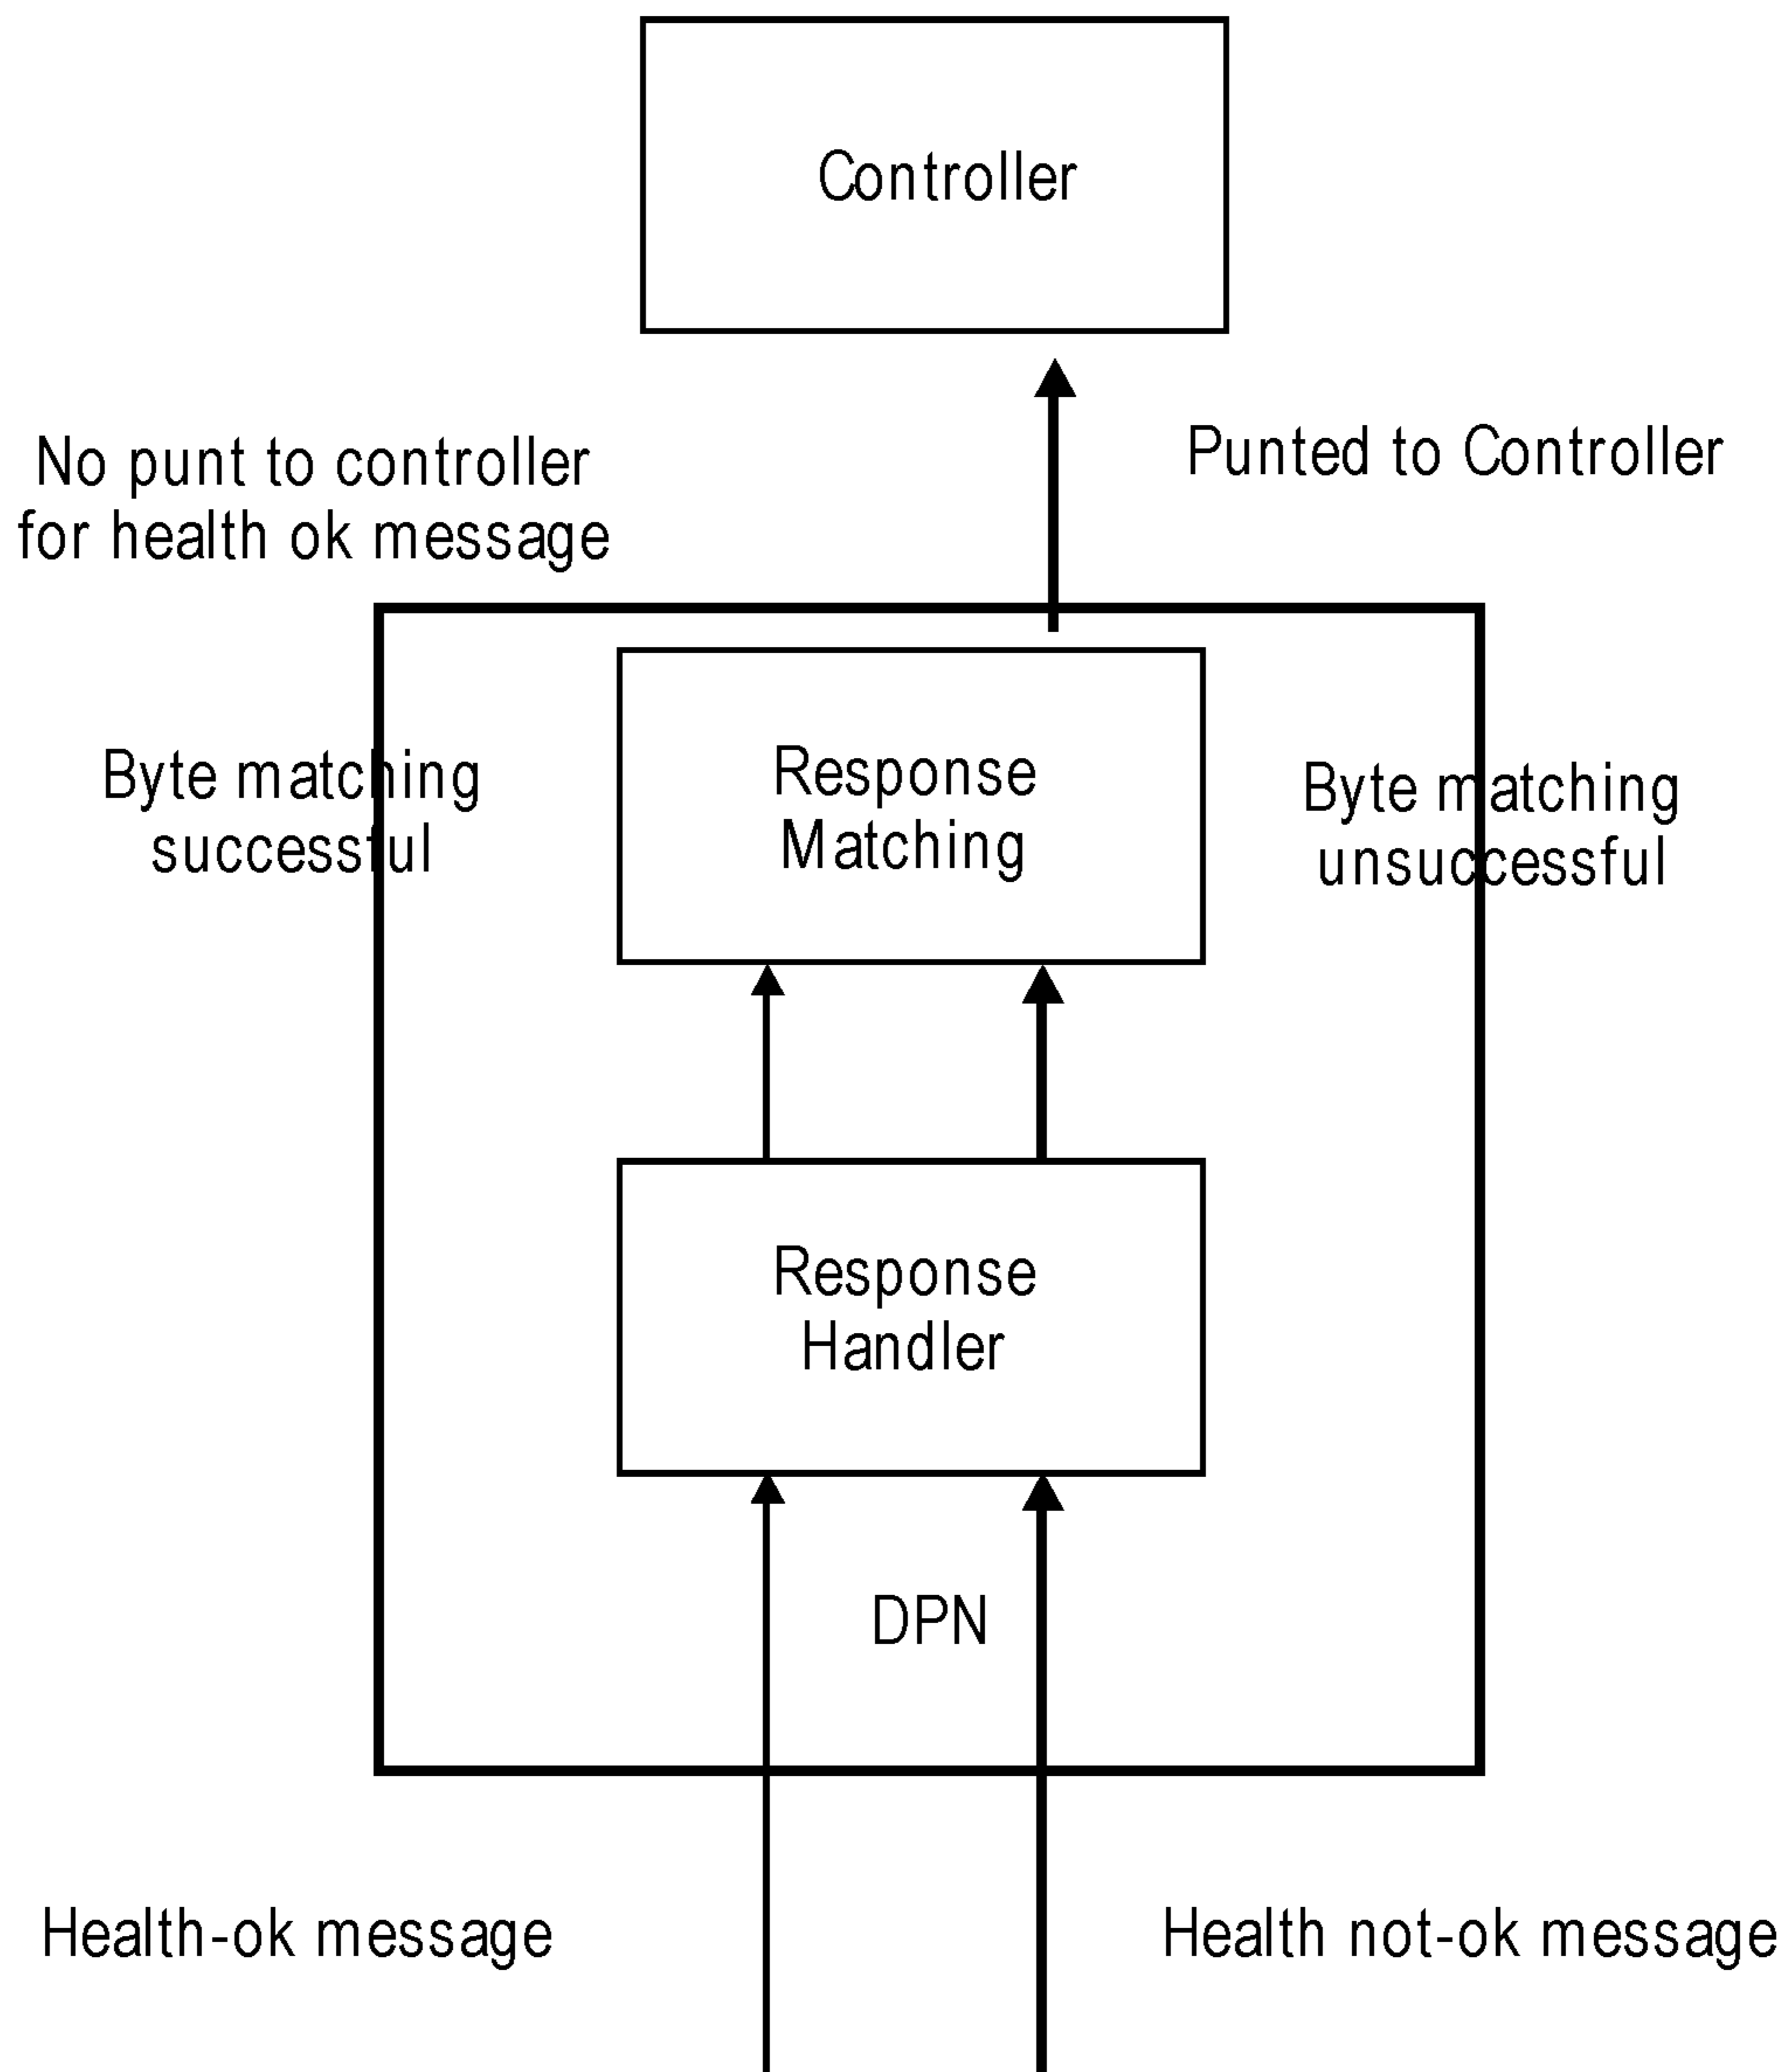 Controller
No punt to controller
for health ok message
Punted to Controller
Byte matching
successful
Response
Matching
Byte matching
unsuccessful
Response
Handler
DPN
Health-ok message
Health not-ok message